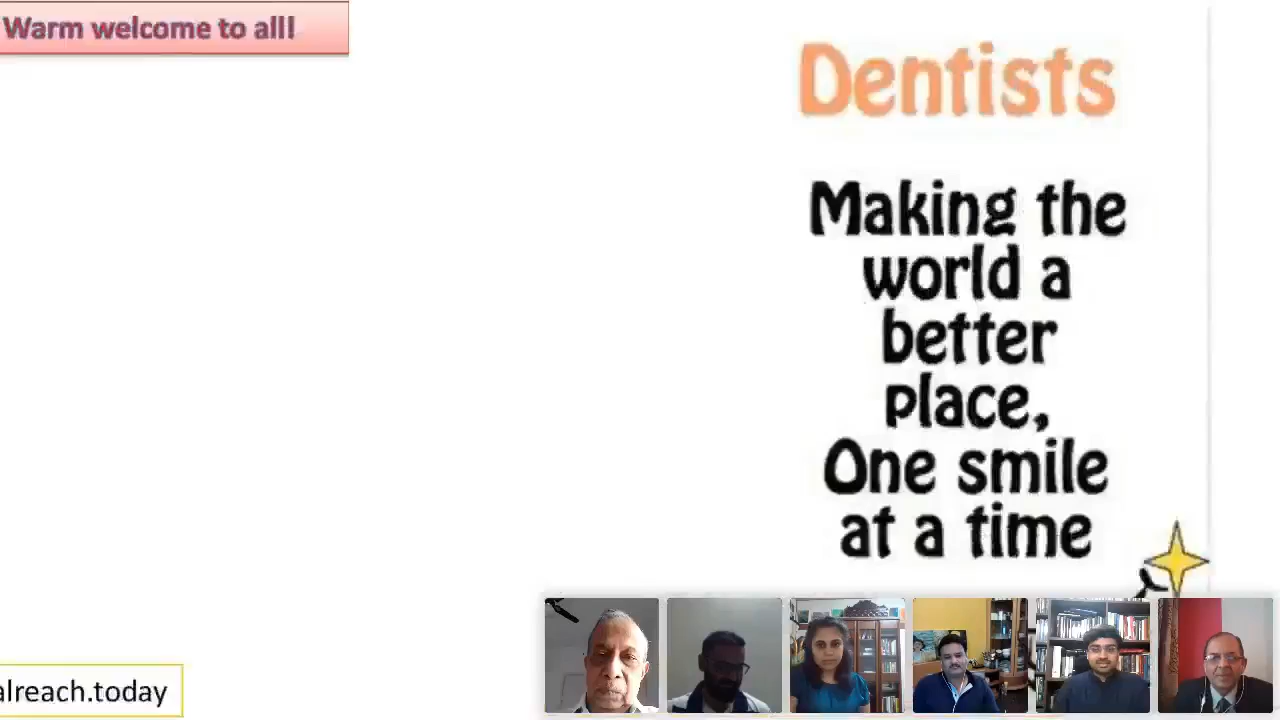 Warm welcome to all!
Dentists
Making the
world a
better
place,
One smile
at a time
alreach.today